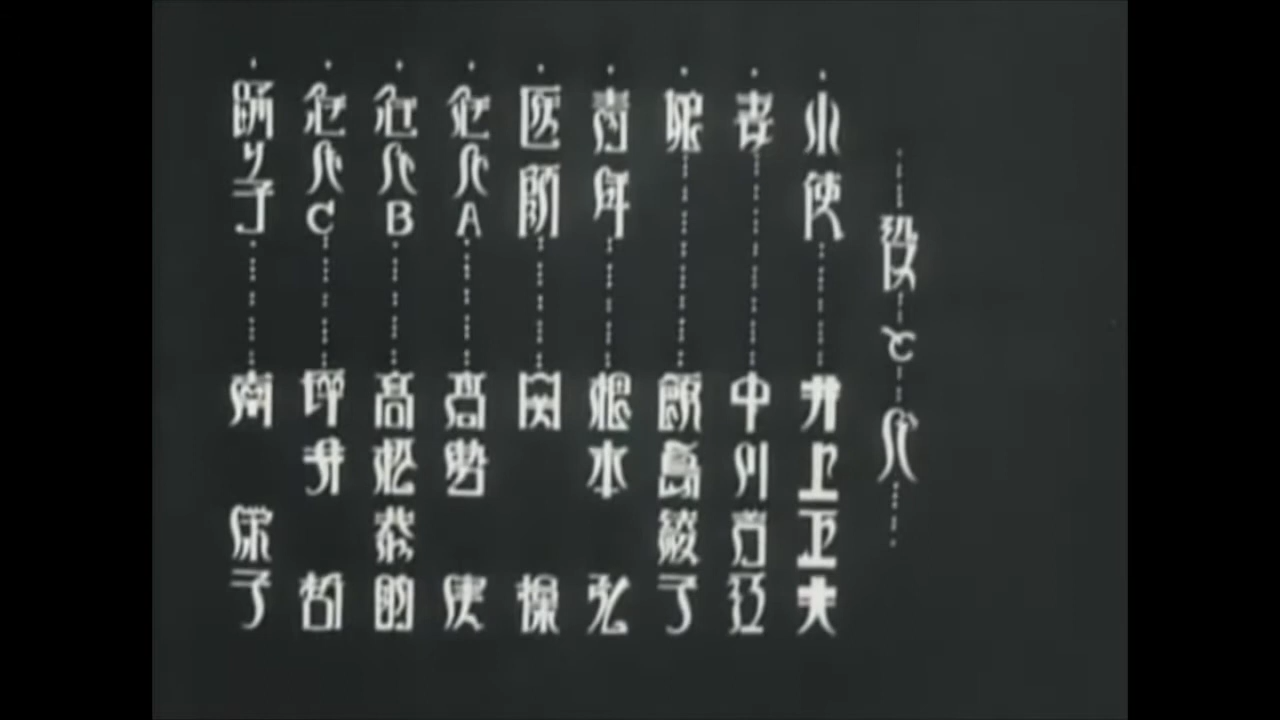 役と人
小使…………井上正夫
妻…………中川芳江
娘…………飯島綾子
青年…………根本弘
医師…………関操
狂人A…………高勢実
狂人B…………高松恭助
狂人C…………坪井哲
踊り子…………南栄子